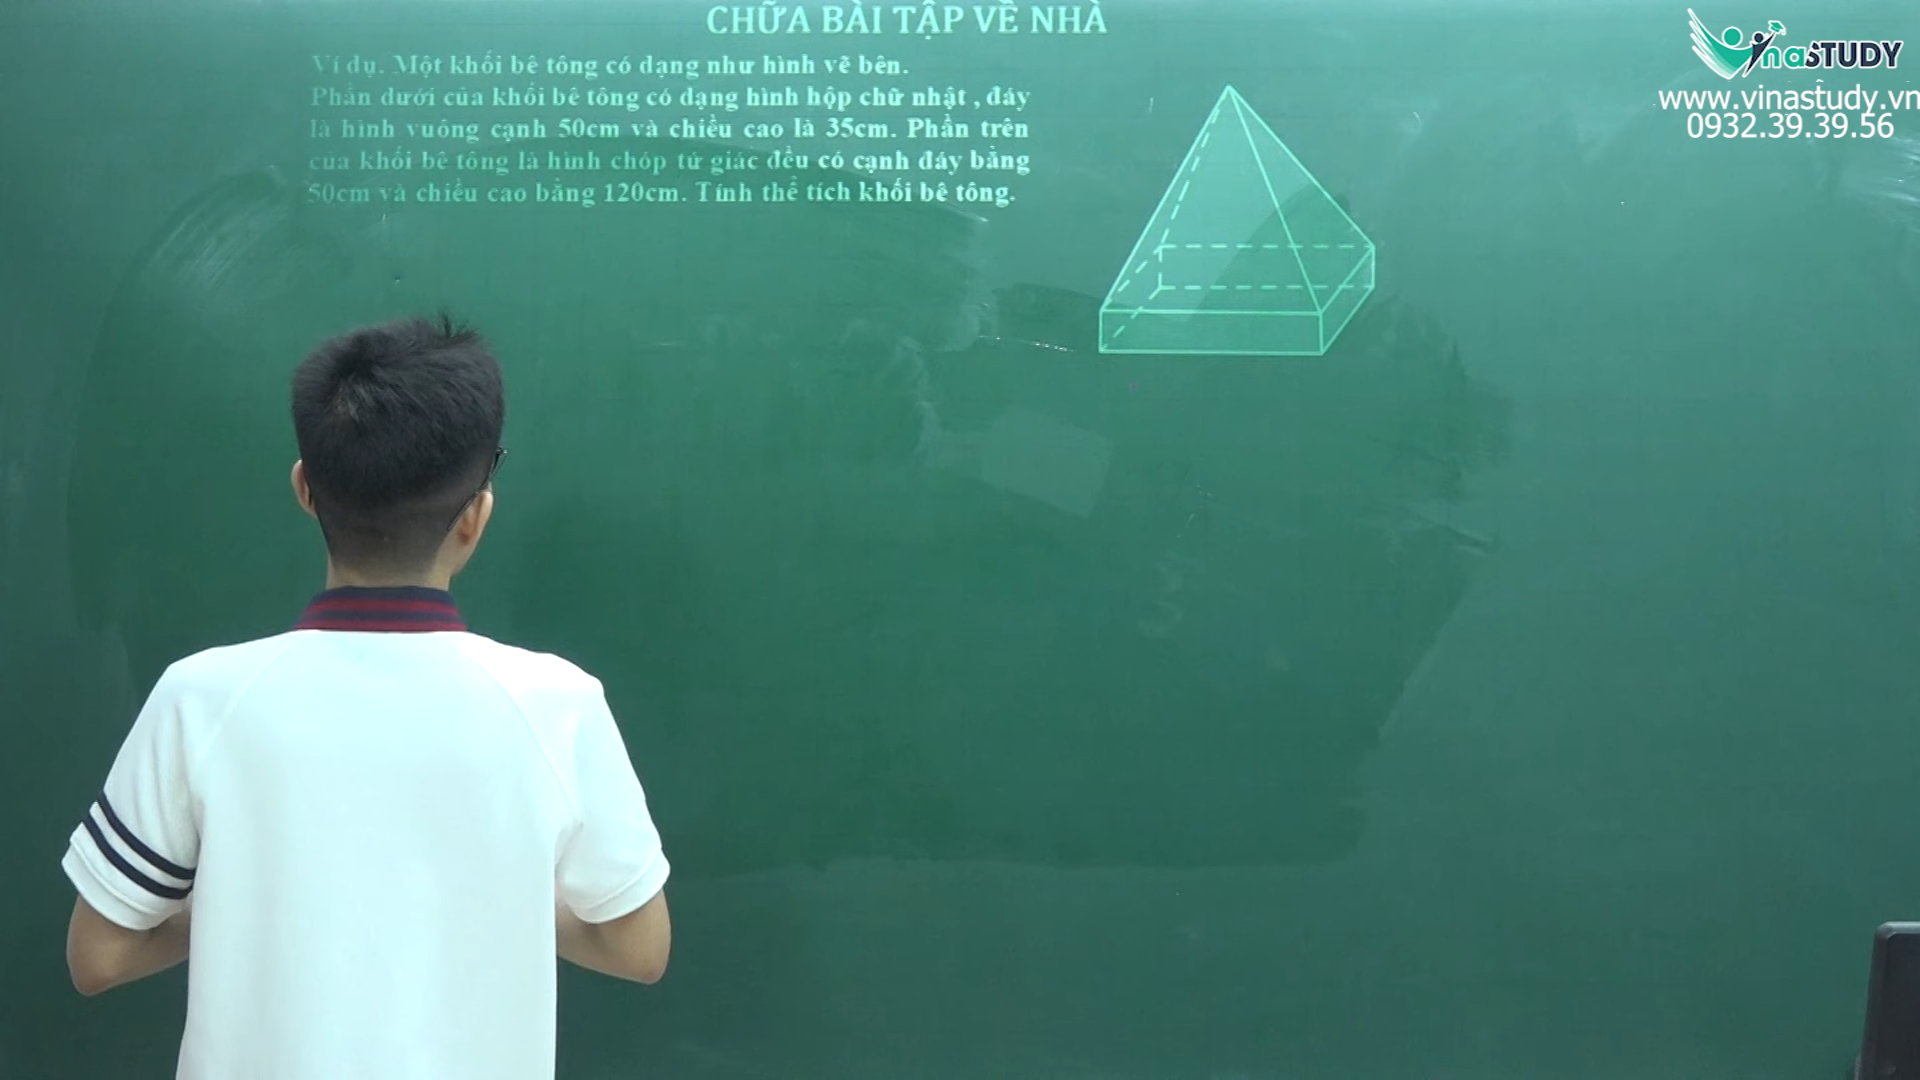 CHỮA BÀI TẬP VỀ NHÀ
VinaSTUDY
www.vinastudy.vn
0932.39.39.56
Ví dụ. Một khối bê tông có dạng như hình vẽ bên.
Phần dưới của khối bê tông có dạng hình hộp chữ nhật , đáy
là hình vuông cạnh 50cm và chiều cao là 35cm. Phần trên
của khối bê tông là hình chóp tứ giác đều có cạnh đáy bằng
50cm và chiều cao bằng 120cm. Tính thể tích khối bê tông.